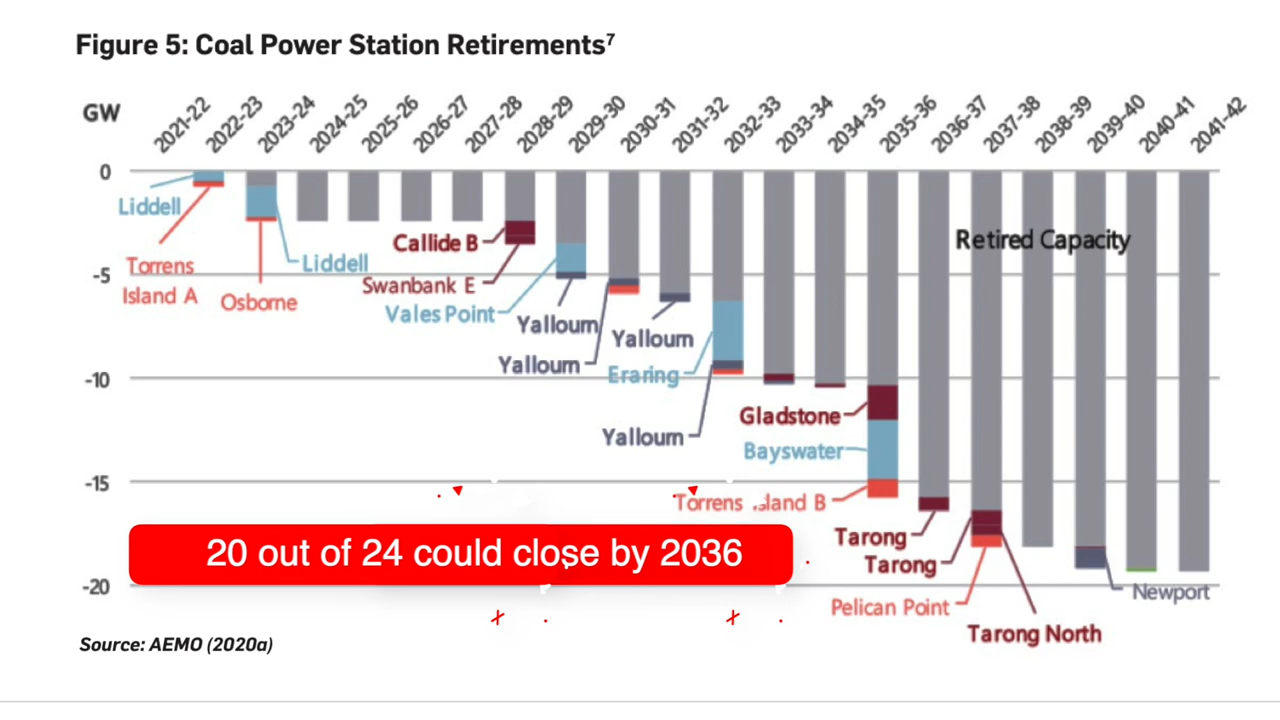 Figure 5: Coal Power Station Retirements7
GW
2021-22
2022-23
2023-24
2024-25
2025-26
2026-27
2027-28
2028-29
2029-30
2030-31
2031-32
2032-33
2033-34
2034-35
2035-36
2036-37
2037-38
2038-39
2039-40
2040-41
2041-42
0
Liddell
Callide B
Retired Capacity
Torrens
Island A
Liddell
-5
Osborne
Swanbank E
Vales Point
Yallourn
Yallourn
Yallourn
Eraring
-10
Gladstone
Yallourn
Bayswater
-15
Torrens Island B
20 out of 24 could close by 2036
Tarong
Tarong
-20
Newport
Pelican Point
Tarong North
Source: AEMO (2020a)